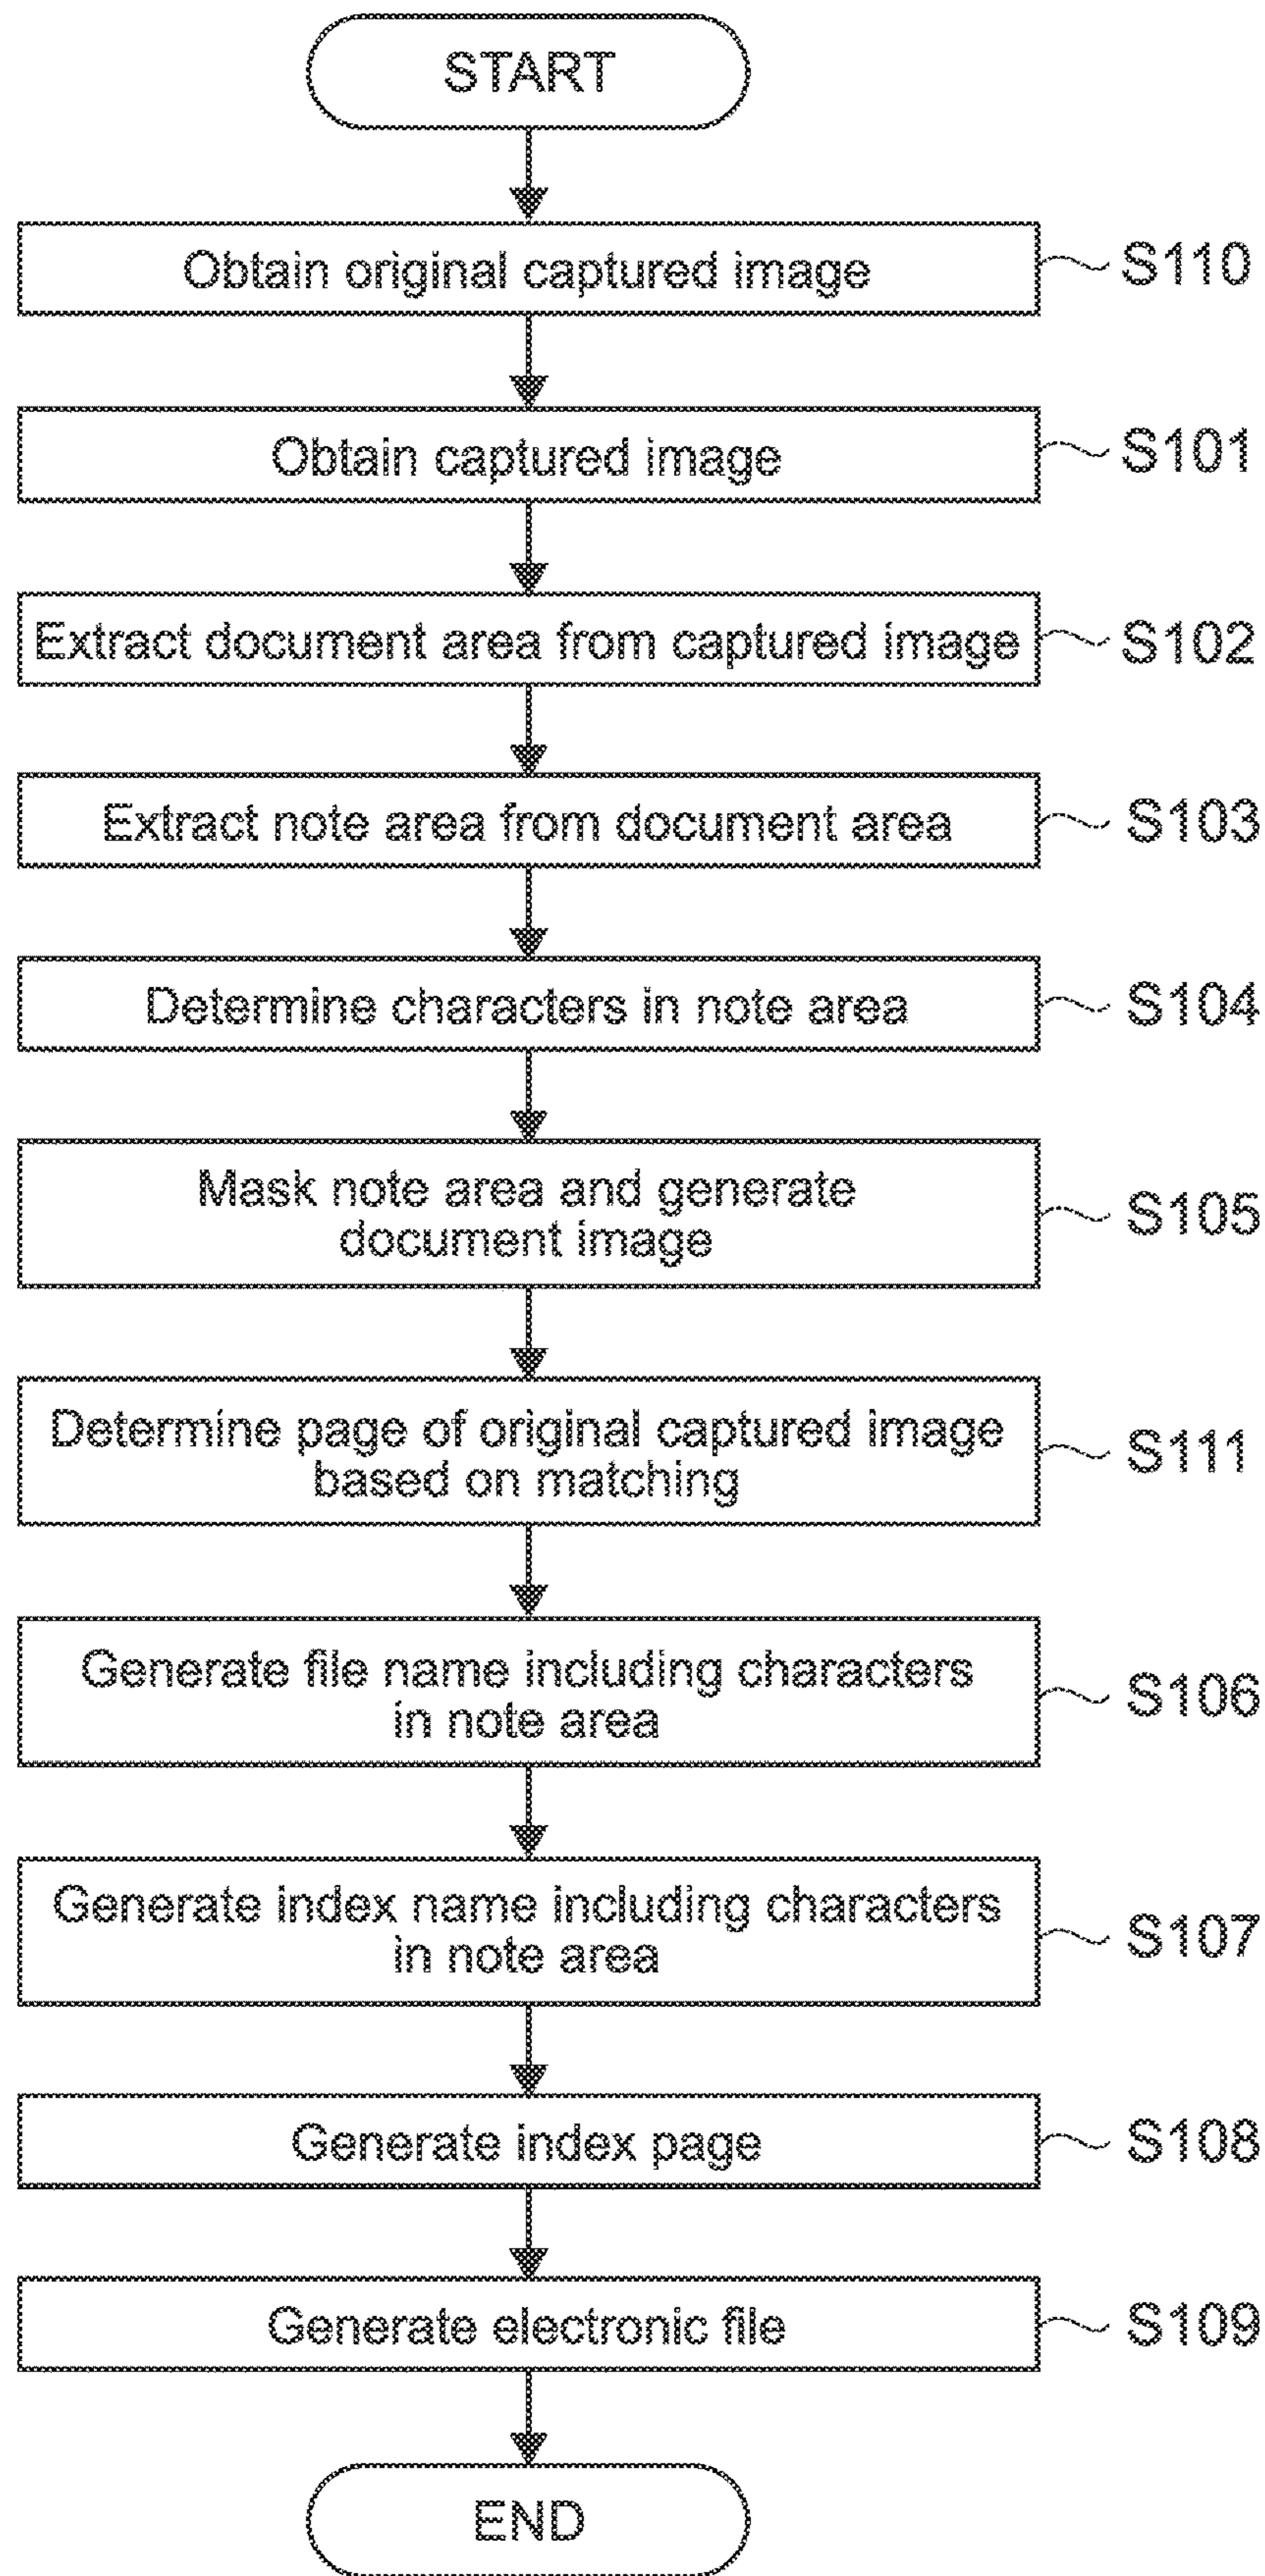 START
Obtain original captured image
S110
Obtain captured image
S101
Extract document area from captured image
S102
Extract note area from document area
S103
Determine characters in note area
S104
Mask note area and generate
document image
S105
Determine page of original captured image
based on matching
S111
Generate file name including characters
in note area
S106
Generate index name including characters
in note area
S107
Generate index page
S108
Generate electronic file
S109
END